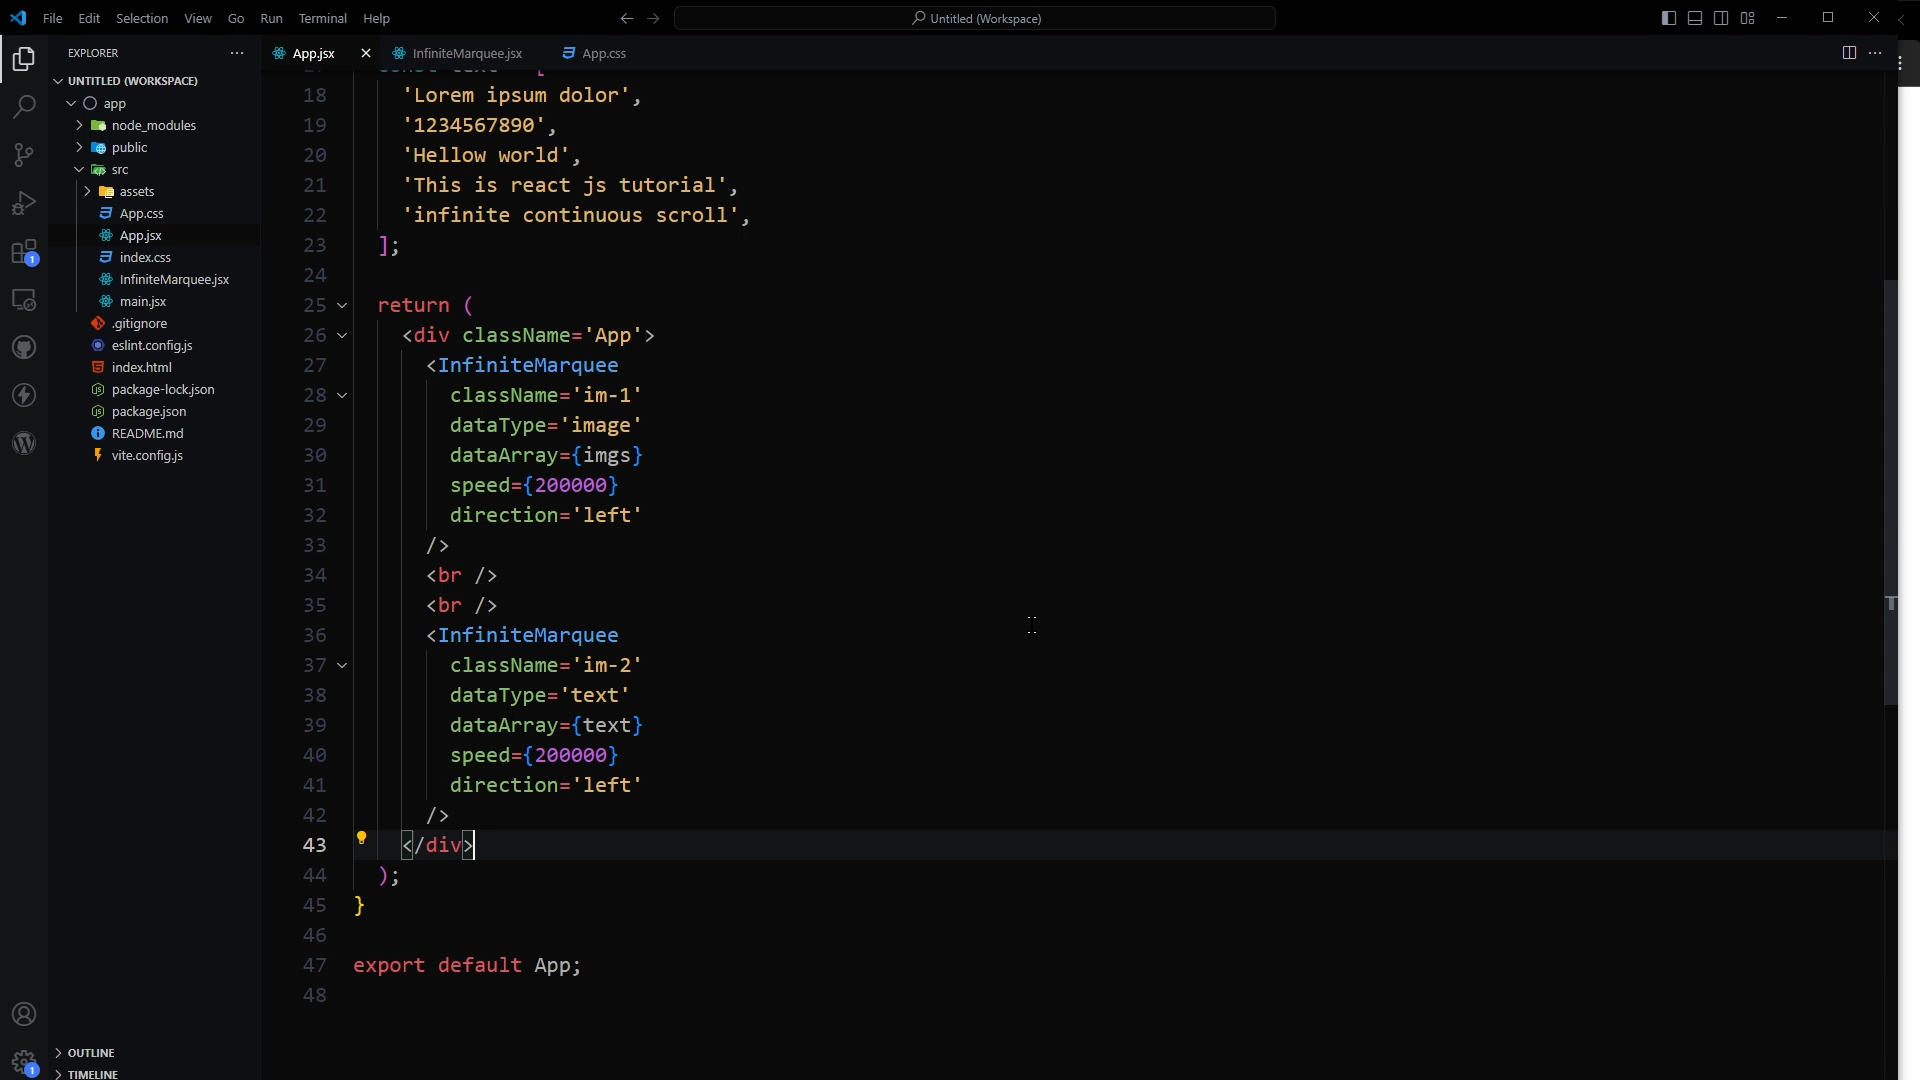 File Edit Selection View Go Run Terminal Help
Untitled (Workspace)
EXPLORER
App.jsx
InfiniteMarquee.jsx
App.css
UNTITLED (WORKSPACE)
app
node_modules
public
src
assets
App.css
App.jsx
index.css
InfiniteMarquee.jsx
main.jsx
.gitignore
eslint.config.js
index.html
package-lock.json
package.json
README.md
vite.config.js
OUTLINE
TIMELINE
1
1
18 'Lorem ipsum dolor',
19 '1234567890',
20 'Hellow world',
21 'This is react js tutorial',
22 'infinite continuous scroll',
23 ];
24
25 return (
26 <div className='App'>
27 <InfiniteMarquee
28 className='im-1'
29 dataType='image'
30 dataArray={imgs}
31 speed={200000}
32 direction='left'
33 />
34 <br />
35 <br />
36 <InfiniteMarquee
37 className='im-2'
38 dataType='text'
39 dataArray={text}
40 speed={200000}
41 direction='left'
42 />
43 </div>
44 );
45 }
46
47 export default App;
48